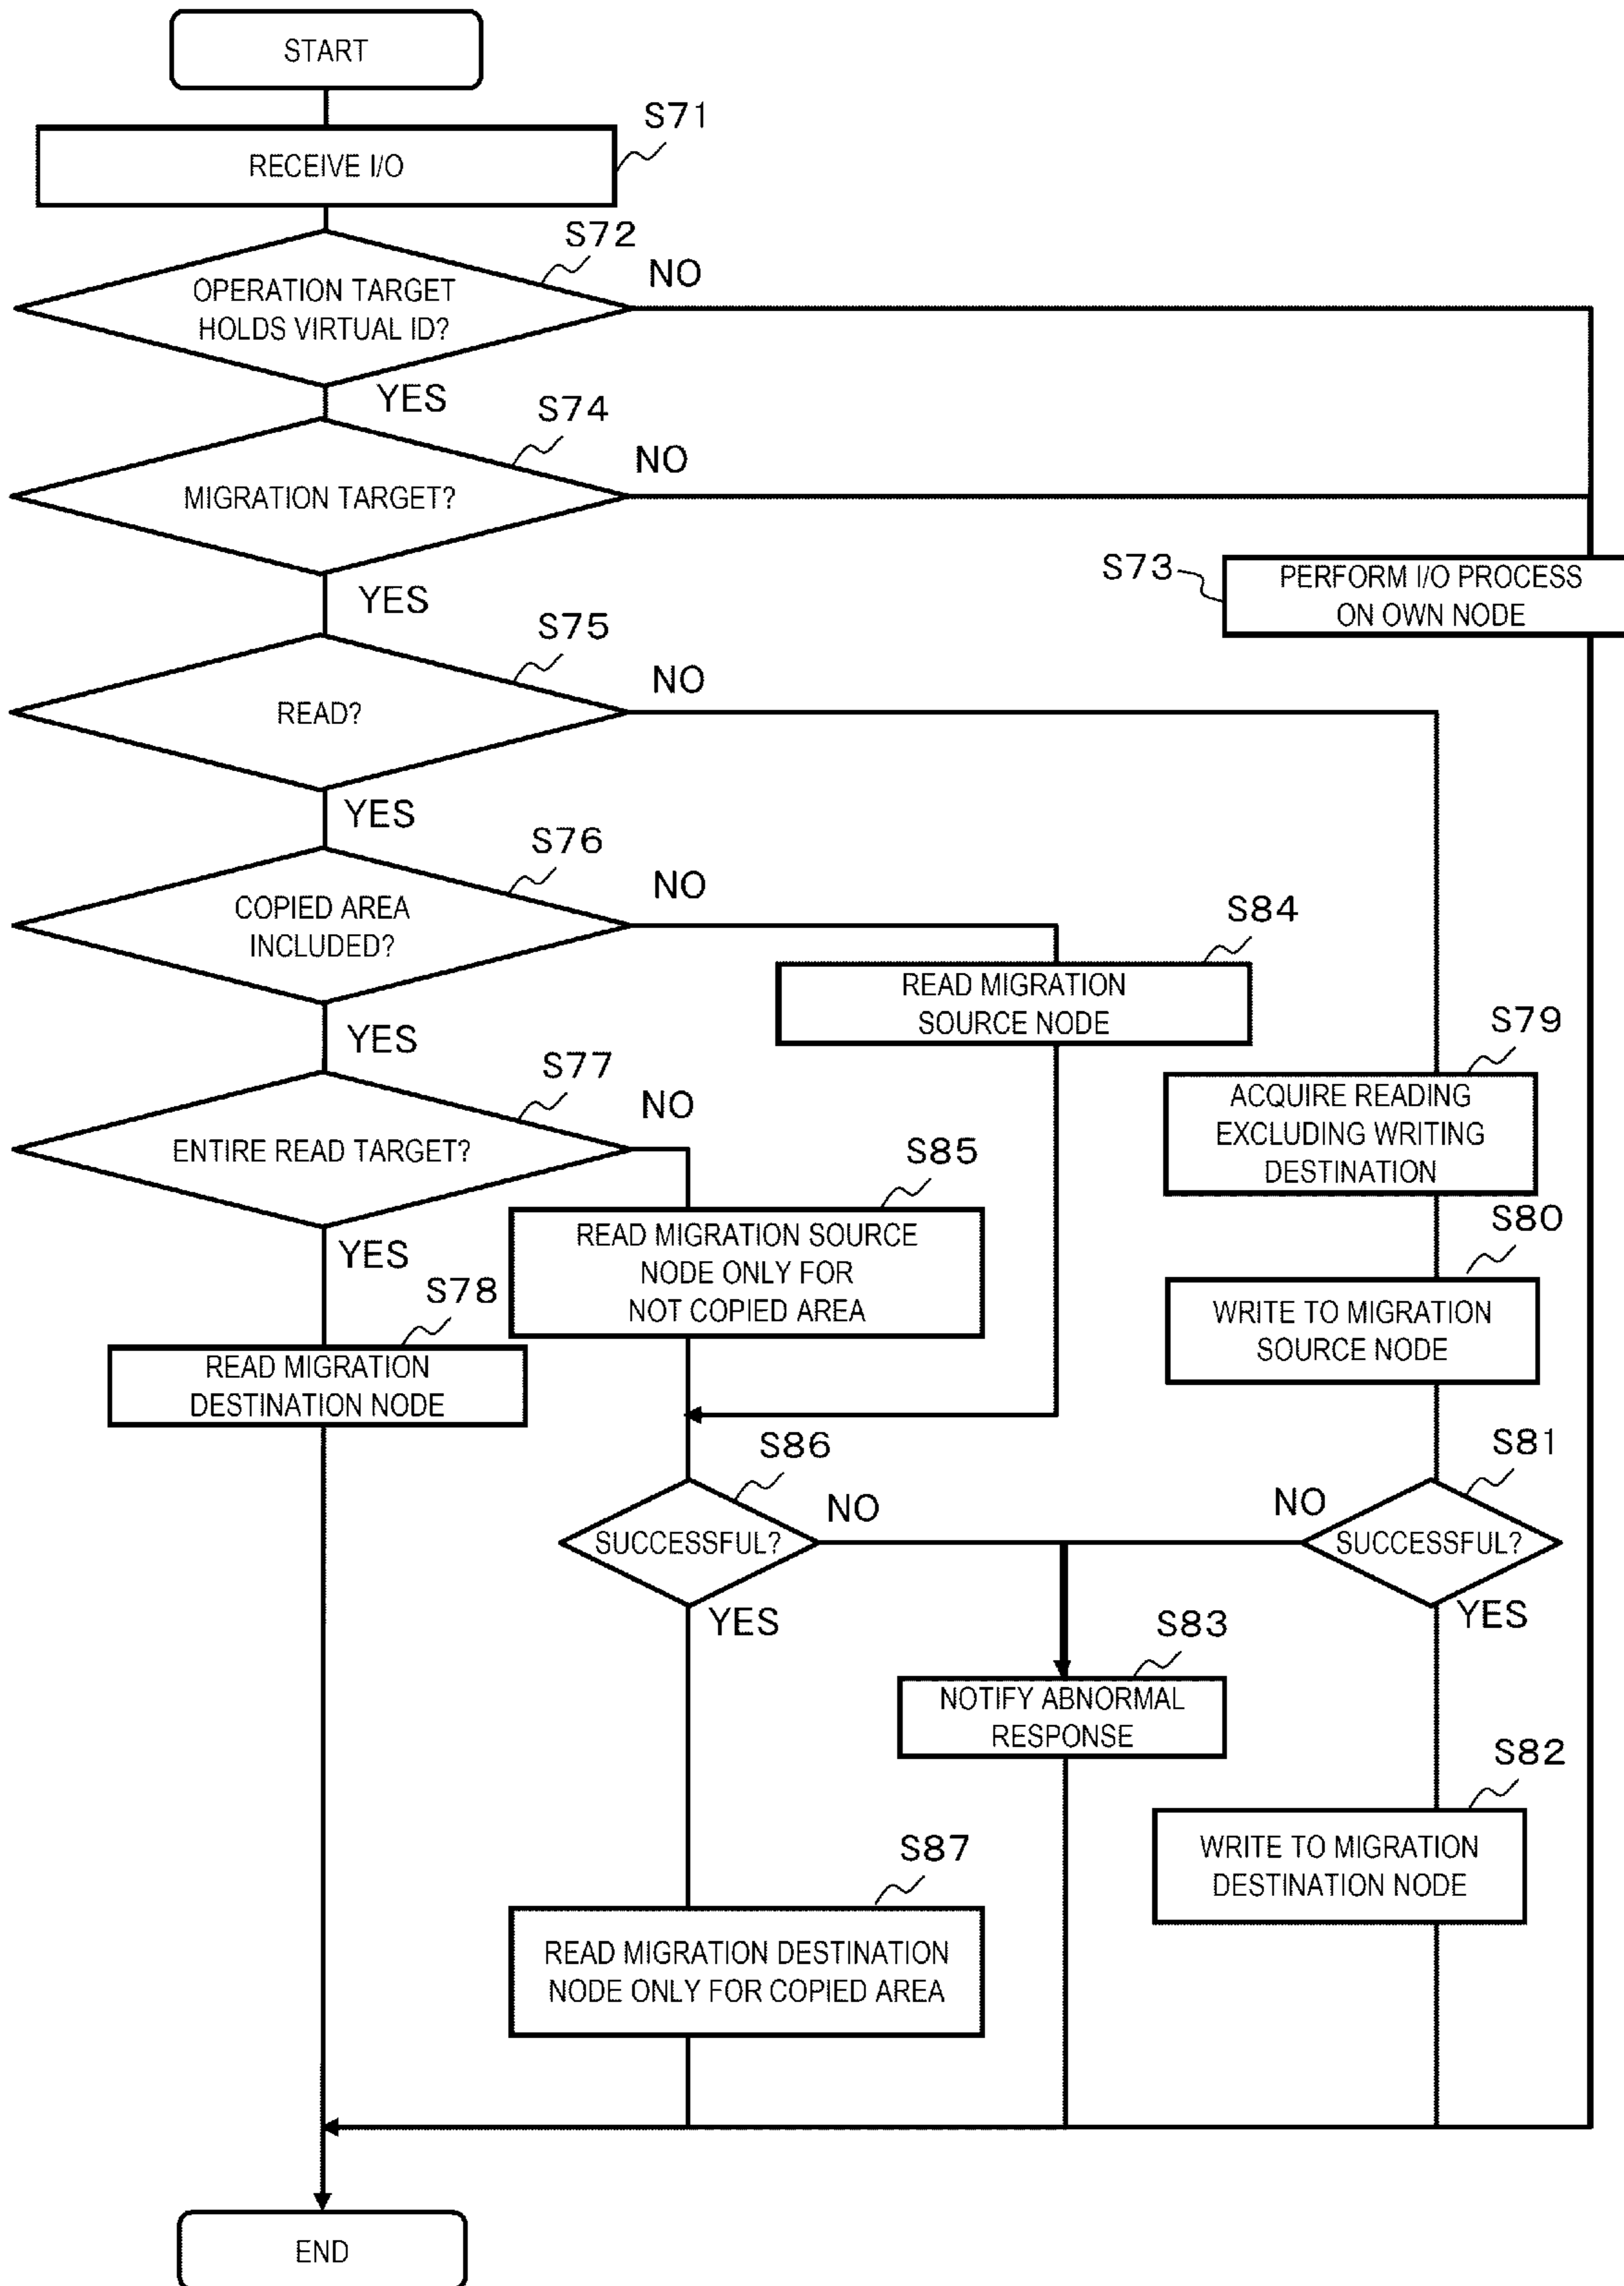 START
S71
RECEIVE I/O
S72
OPERATION TARGET
HOLDS VIRTUAL ID?
NO
YES
S74
MIGRATION TARGET?
NO
YES
S73
PERFORM I/O PROCESS
ON OWN NODE
S75
READ?
NO
YES
S76
COPIED AREA
INCLUDED?
NO
YES
S84
READ MIGRATION
SOURCE NODE
S79
ACQUIRE READING
EXCLUDING WRITING
DESTINATION
S77
ENTIRE READ TARGET?
NO
YES
S85
READ MIGRATION SOURCE
NODE ONLY FOR
NOT COPIED AREA
S80
WRITE TO MIGRATION
SOURCE NODE
S78
READ MIGRATION
DESTINATION NODE
S86
SUCCESSFUL?
NO
YES
S81
NO
SUCCESSFUL?
YES
S83
NOTIFY ABNORMAL
RESPONSE
S82
WRITE TO MIGRATION
DESTINATION NODE
S87
READ MIGRATION DESTINATION
NODE ONLY FOR COPIED AREA
END